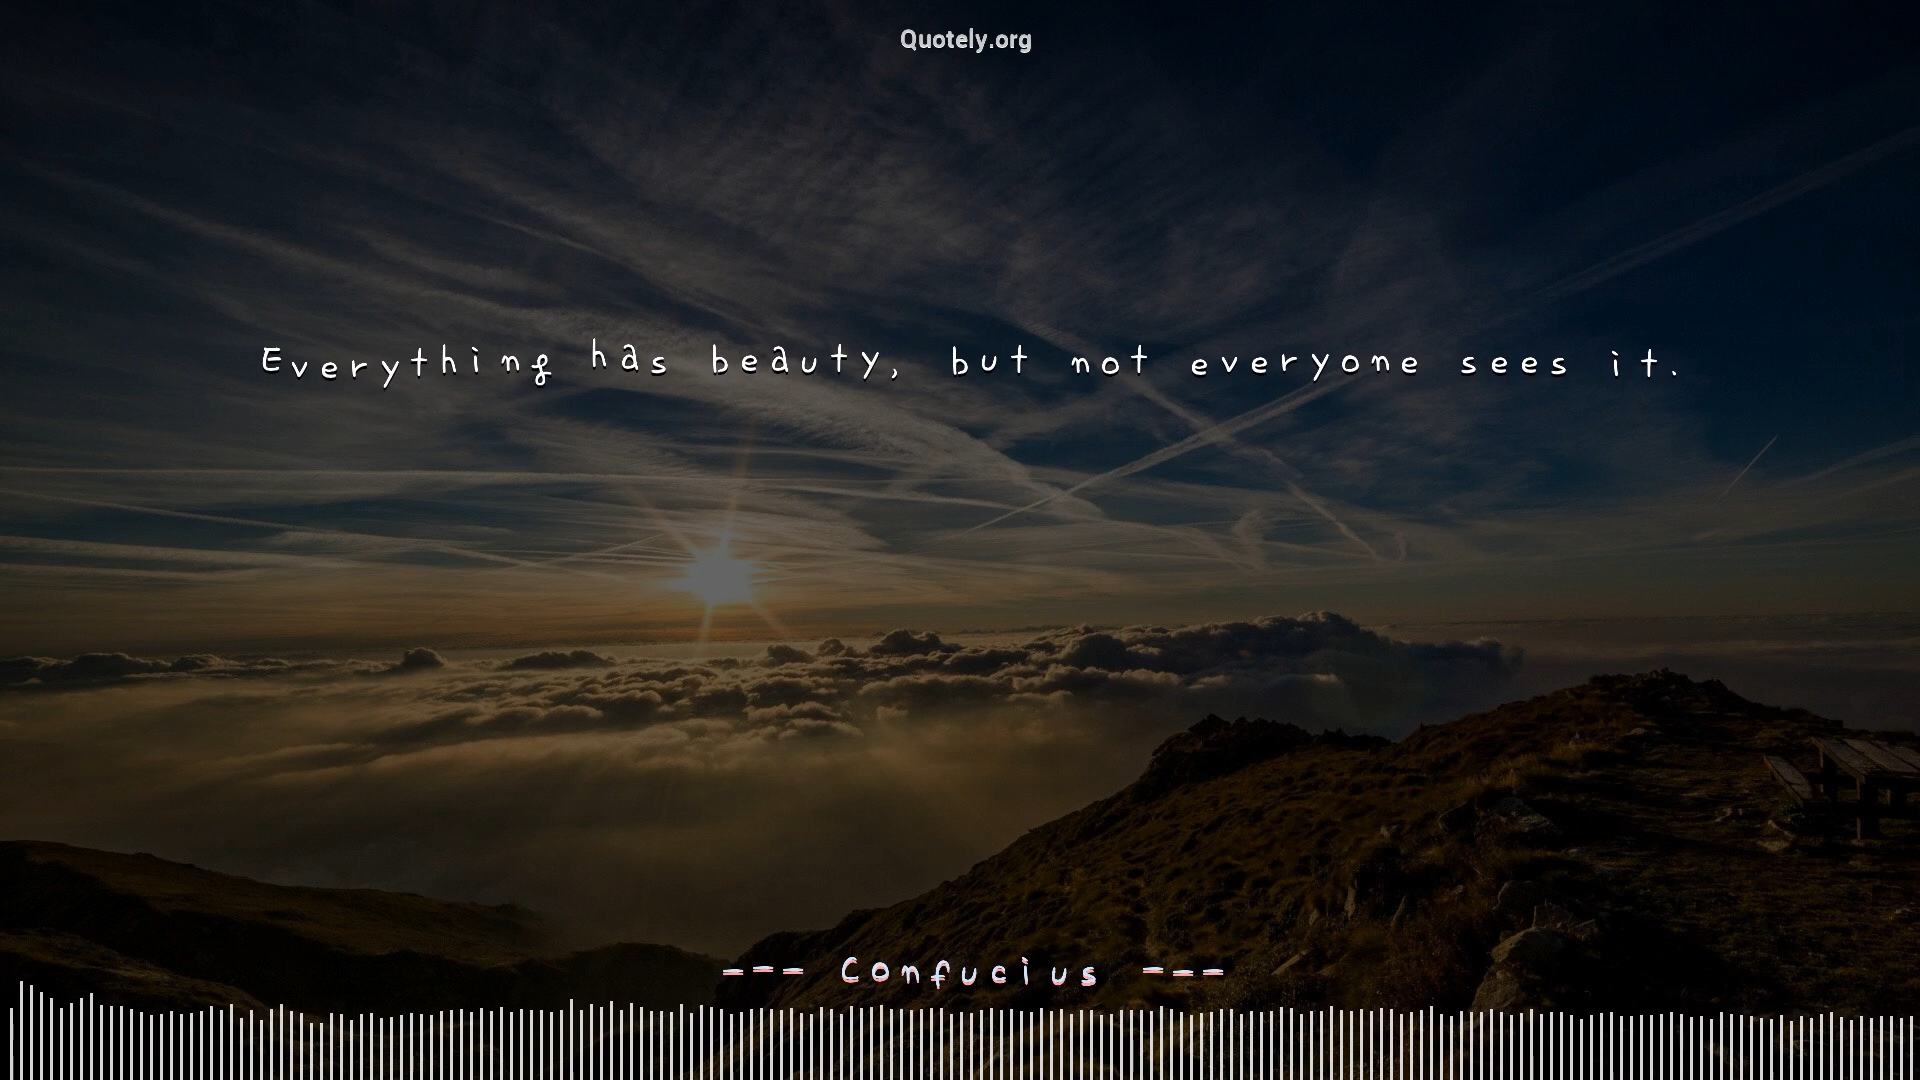 Quotely.org
Everything has beauty, but not everyone sees it.
--- Confucius ---